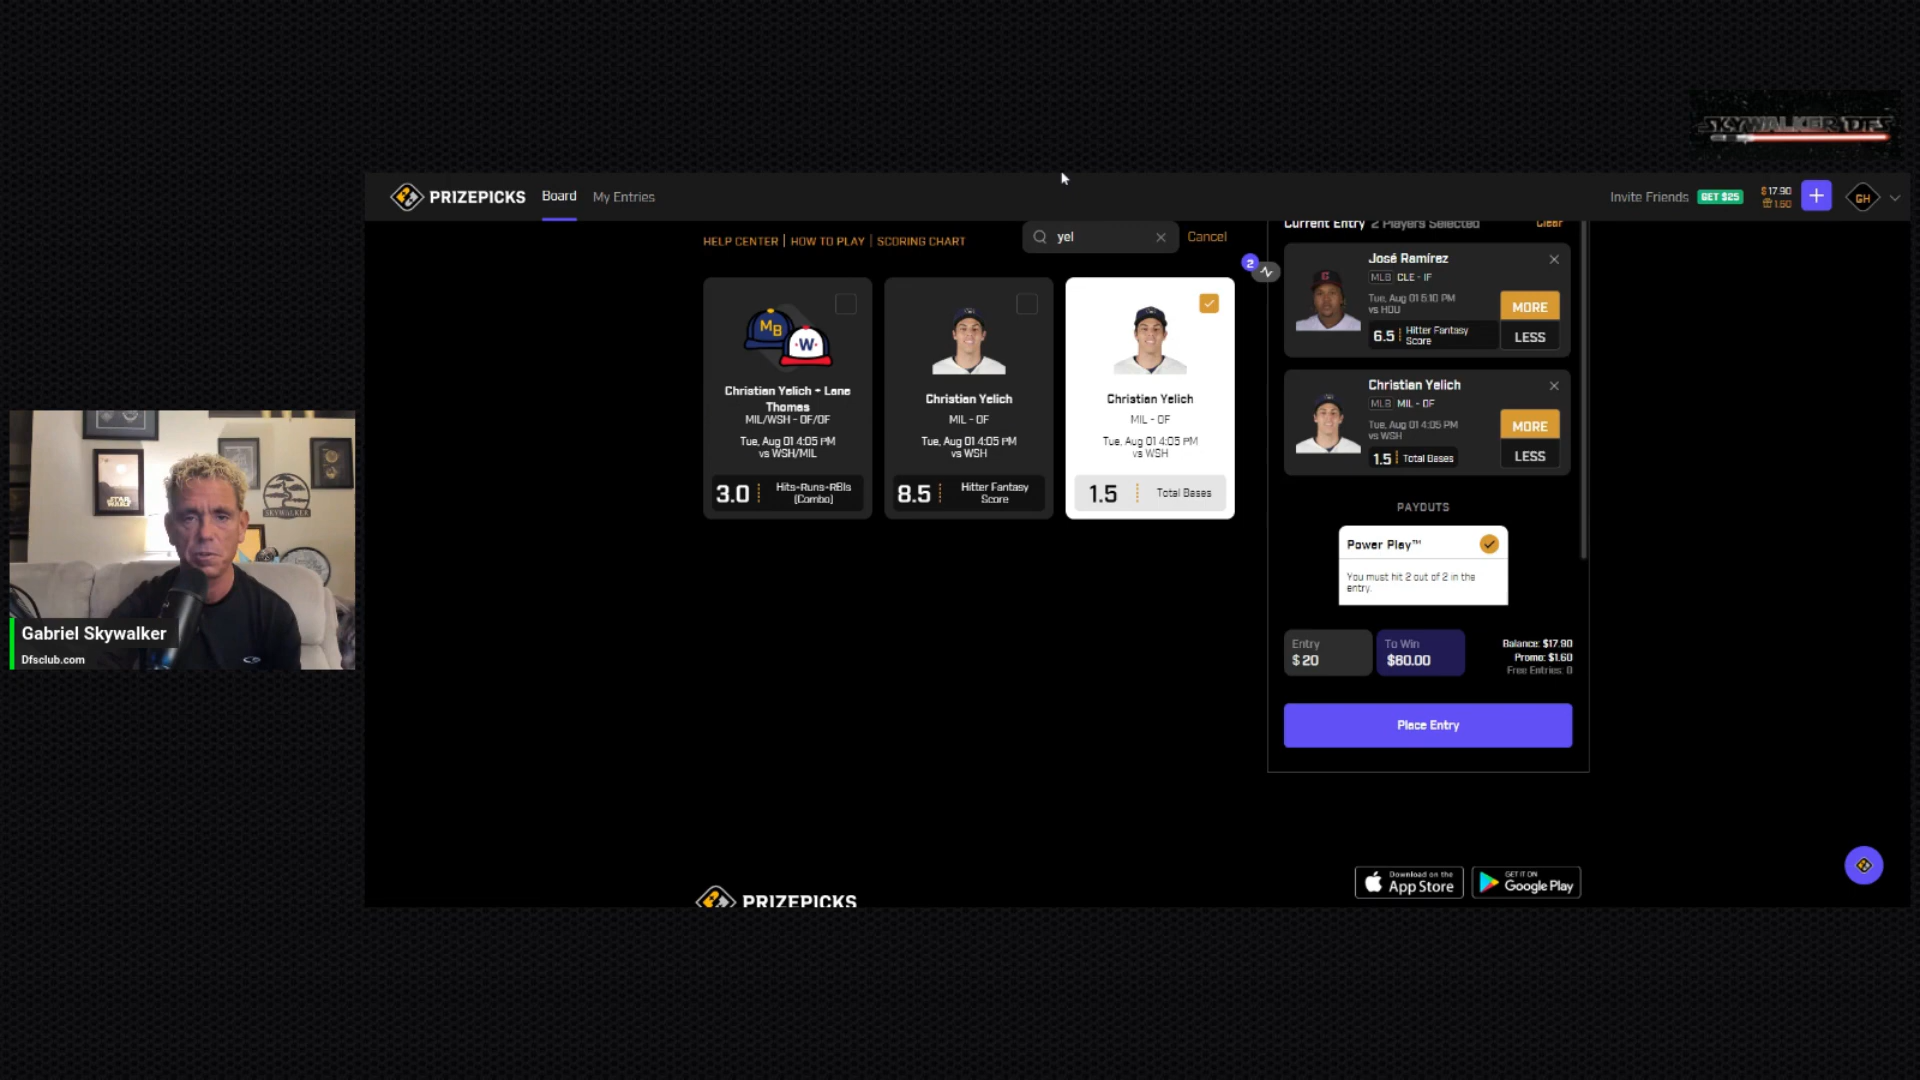 SKYWALKER DFS
PRIZEPICKS
Board
My Entries
Invite Friends
GET $25
$17.90
1.60
GH
HELP CENTER | HOW TO PLAY | SCORING CHART
yel
Cancel
Current Entry 2 Players Selected
Clear
2
Christian Yelich + Lane
Thomas
MIL/WSH - OF/OF
Tue, Aug 01 4:05 PM
vs WSH/MIL
3.0
Hits-Runs-RBIs
(Combo)
Christian Yelich
MIL - OF
Tue, Aug 01 4:05 PM
vs WSH
8.5
Hitter Fantasy
Score
Christian Yelich
MIL - OF
Tue, Aug 01 4:05 PM
vs WSH
1.5
Total Bases
José Ramírez
MLB CLE - IF
Tue, Aug 01 5:10 PM
vs HOU
6.5
Hitter Fantasy
Score
MORE
LESS
Christian Yelich
MLB MIL - OF
Tue, Aug 01 4:05 PM
vs WSH
1.5
Total Bases
MORE
LESS
PAYOUTS
Power Play™
You must hit 2 out of 2 in the
entry.
Entry
$ 20
To Win
$60.00
Balance: $17.90
Promo: $1.60
Free Entries: 0
Place Entry
Gabriel Skywalker
Dfsclub.com
PRIZEPICKS
Download on the
App Store
GET IT ON
Google Play